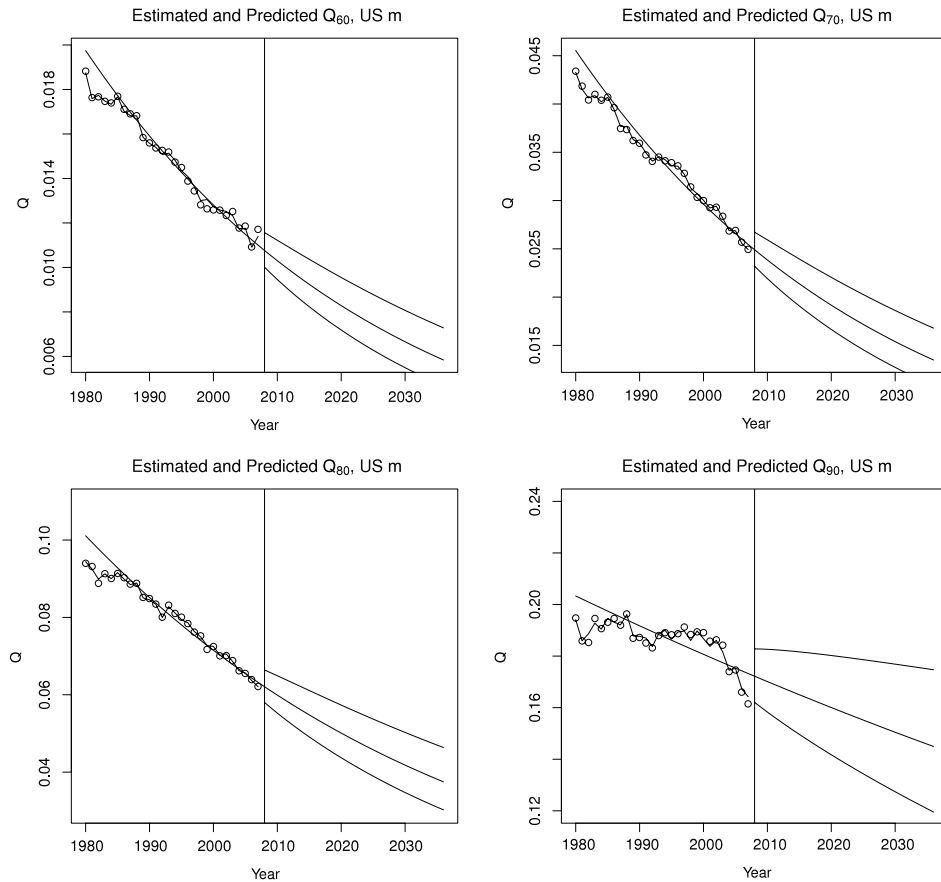 Estimated and Predicted Q60, US m
Q
0.018
0.014
0.010
0.006
1980 1990 2000 2010 2020 2030
Year
Estimated and Predicted Q70, US m
Q
0.045
0.035
0.025
0.015
1980 1990 2000 2010 2020 2030
Year
Estimated and Predicted Q80, US m
Q
0.10
0.08
0.06
0.04
1980 1990 2000 2010 2020 2030
Year
Estimated and Predicted Q90, US m
Q
0.24
0.20
0.16
0.12
1980 1990 2000 2010 2020 2030
Year